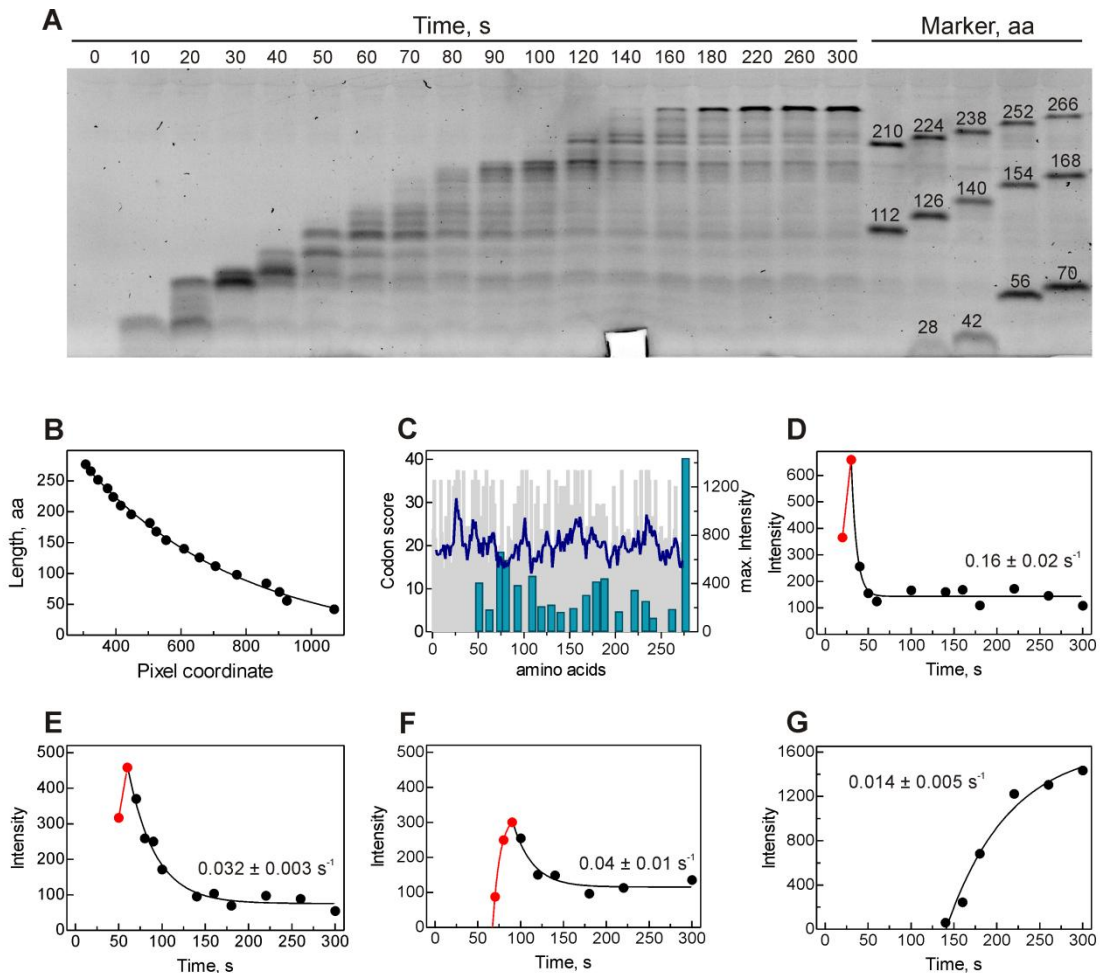 A
Time, s
Marker, aa
0 10 20 30 40 50 60 70 80 90 100 120 140 160 180 220 260 300
210 224 238 252 266
112 126 140 154 168
28 42 56 70
B
Length, aa
250
200
150
100
50
0
400 600 800 1000
Pixel coordinate
C
Codon score
40
30
20
10
0
0 50 100 150 200 250
amino acids
1200
800
400
0
max. Intensity
D
Intensity
600
500
400
300
200
100
0
0.16 ± 0.02 s⁻¹
0 50 100 150 200 250 300
Time, s
E
Intensity
500
400
300
200
100
0
0.032 ± 0.003 s⁻¹
0 50 100 150 200 250 300
Time, s
F
Intensity
500
400
300
200
100
0
0.04 ± 0.01 s⁻¹
0 50 100 150 200 250 300
Time, s
G
Intensity
1600
1200
800
400
0
0.014 ± 0.005 s⁻¹
0 50 100 150 200 250 300
Time, s